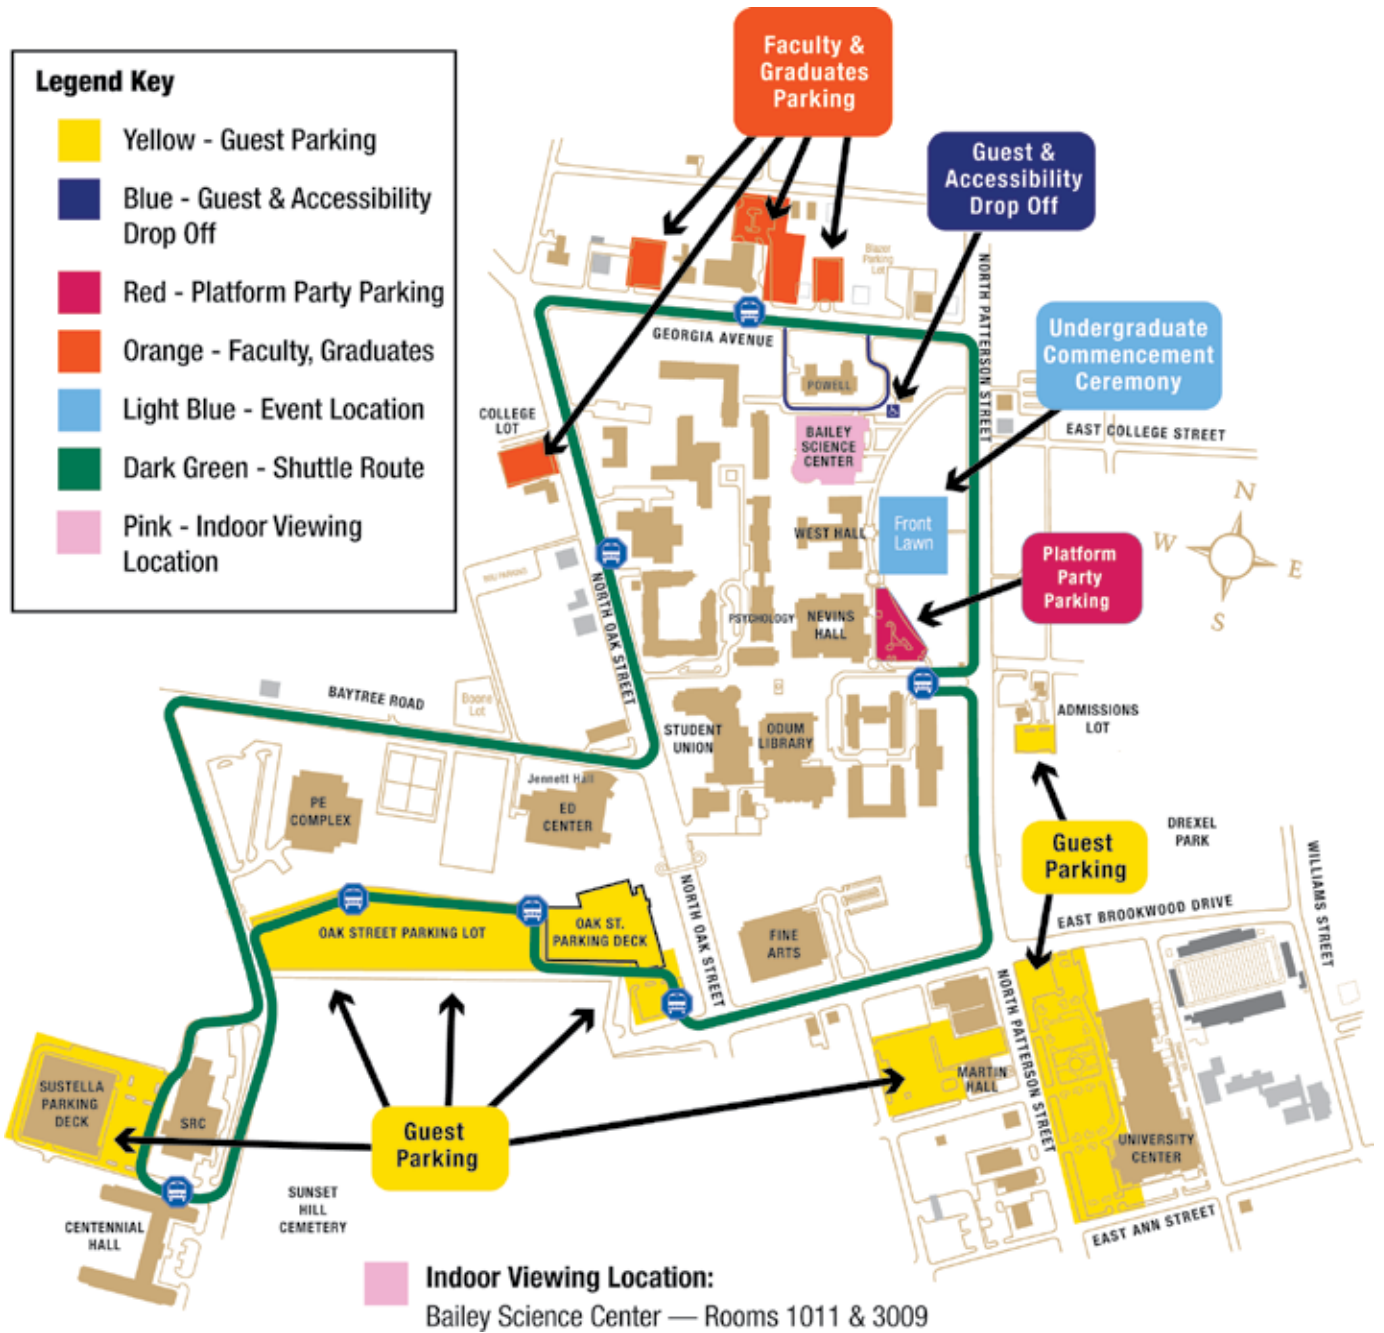 Legend Key
Yellow - Guest Parking
Blue - Guest & Accessibility
Drop Off
Red - Platform Party Parking
Orange - Faculty, Graduates
Light Blue - Event Location
Dark Green - Shuttle Route
Pink - Indoor Viewing
Location
Faculty &
Graduates
Parking
Guest &
Accessibility
Drop Off
Blazer
Parking
Lot
NORTH PATTERSON STREET
GEORGIA AVENUE
Undergraduate
Commencement
Ceremony
POWELL
COLLEGE
LOT
BAILEY
SCIENCE
CENTER
EAST COLLEGE STREET
WEST HALL
Front
Lawn
N
W
E
S
Platform
Party
Parking
NORTH OAK STREET
PSYCHOLOGY
NEVINS
HALL
BAYTREE ROAD
Boone
Lot
STUDENT
UNION
ODUM
LIBRARY
ADMISSIONS
LOT
PE
COMPLEX
Jennett Hall
ED
CENTER
Guest
Parking
DREXEL
PARK
WILLIAMS STREET
NORTH OAK STREET
EAST BROOKWOOD DRIVE
OAK STREET PARKING LOT
OAK ST.
PARKING DECK
FINE
ARTS
NORTH PATTERSON STREET
SUSTELLA
PARKING
DECK
SRC
MARTIN
HALL
Guest
Parking
UNIVERSITY
CENTER
SUNSET
HILL
CEMETERY
CENTENNIAL
HALL
EAST ANN STREET
Indoor Viewing Location:
Bailey Science Center — Rooms 1011 & 3009